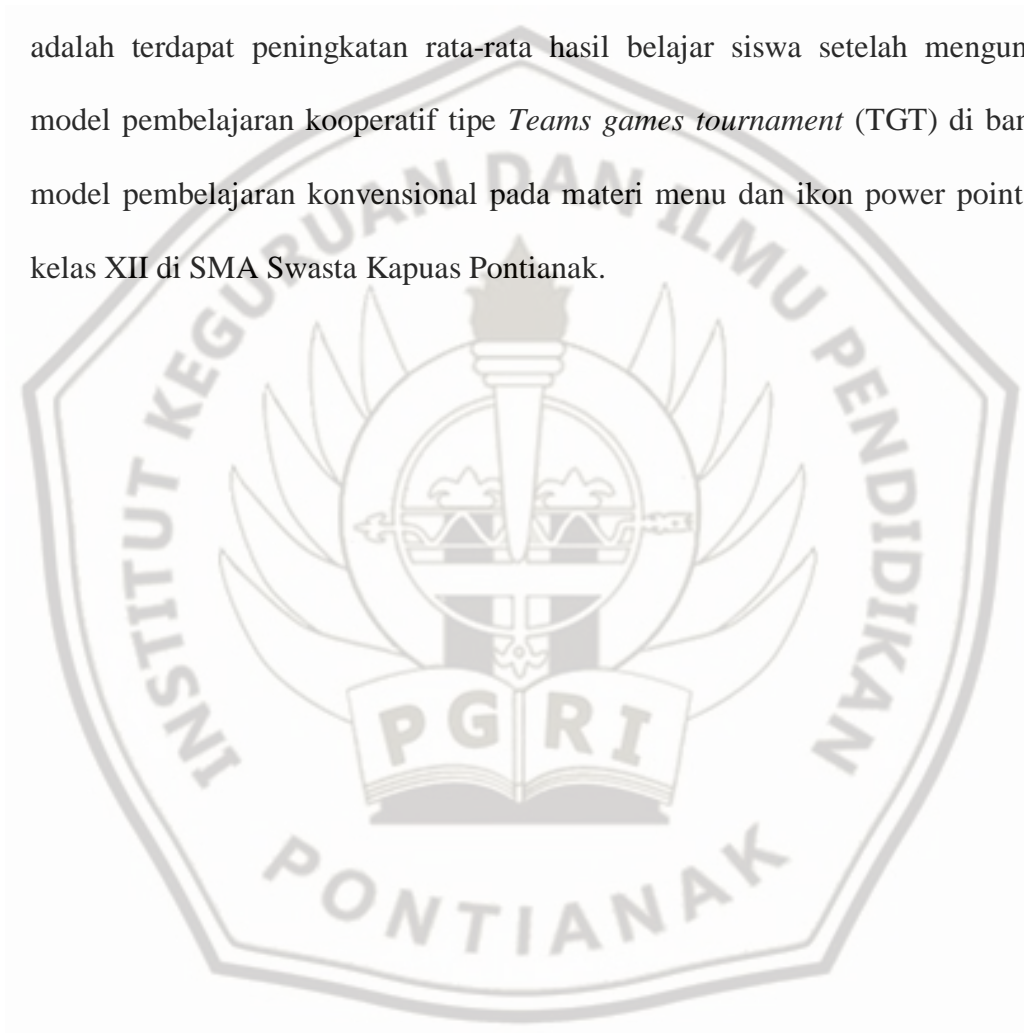 adalah terdapat peningkatan rata-rata hasil belajar siswa setelah
model pembelajaran kooperatif tipe Teams games tournament (TGT) di
model pembelajaran konvensional pada materi menu dan ikon power point
kelas XII di SMA Swasta Kapuas Pontianak.
INSTITUT KEGURUAN DAN ILMU PENDIDIKAN
PGRI
PONTIANAK